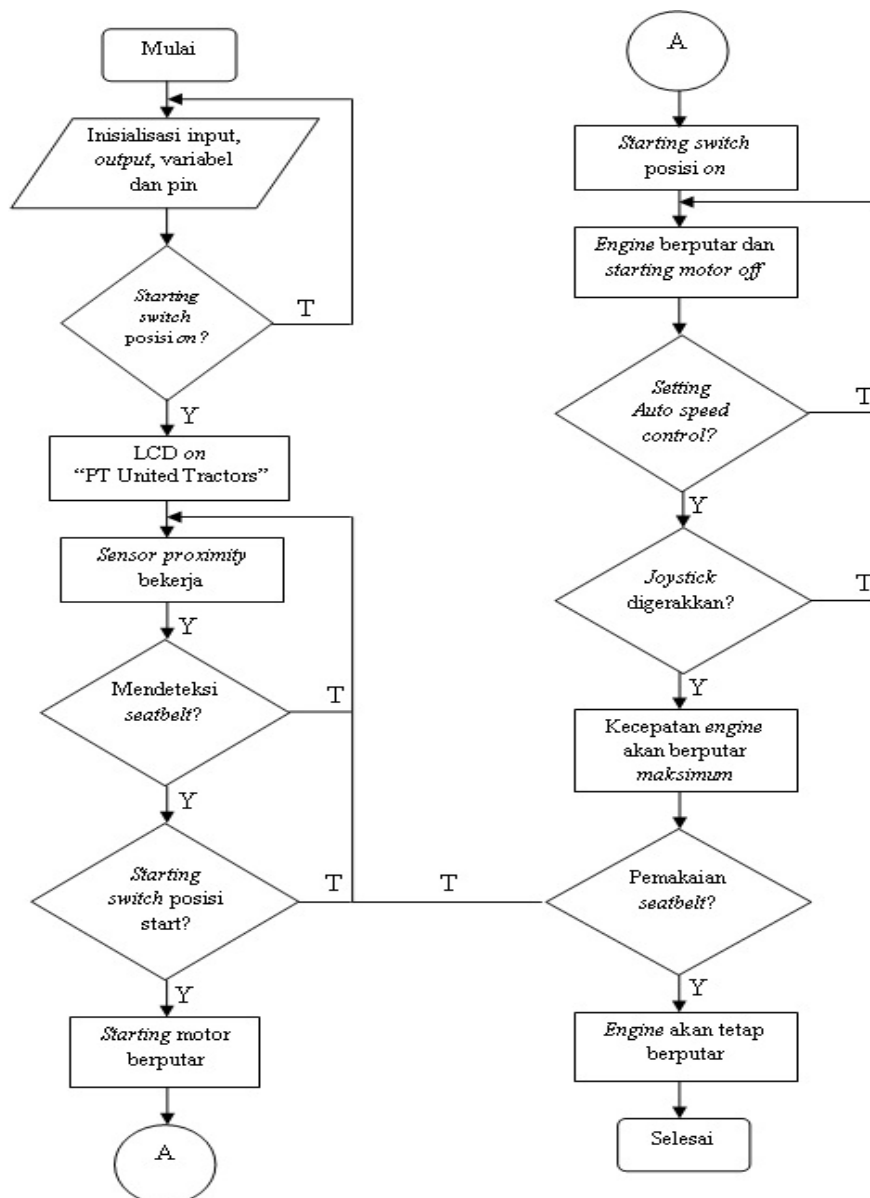 Mulai
Inisialisasi input,
output, variabel
dan pin
Starting
switch
posisi on?
T
Y
LCD on
“PT United Tractors”
Sensor proximity
bekerja
Y
Mendeteksi
seatbelt?
T
Y
Starting
switch posisi
start?
T
Y
Starting motor
berputar
A
A
Starting switch
posisi on
Engine berputar dan
starting motor off
Setting
Auto speed
control?
T
Y
Joystick
digerakkan?
T
Y
Kecepatan engine
akan berputar
maksimum
Pemakaian
seatbelt?
T
Y
Engine akan tetap
berputar
Selesai